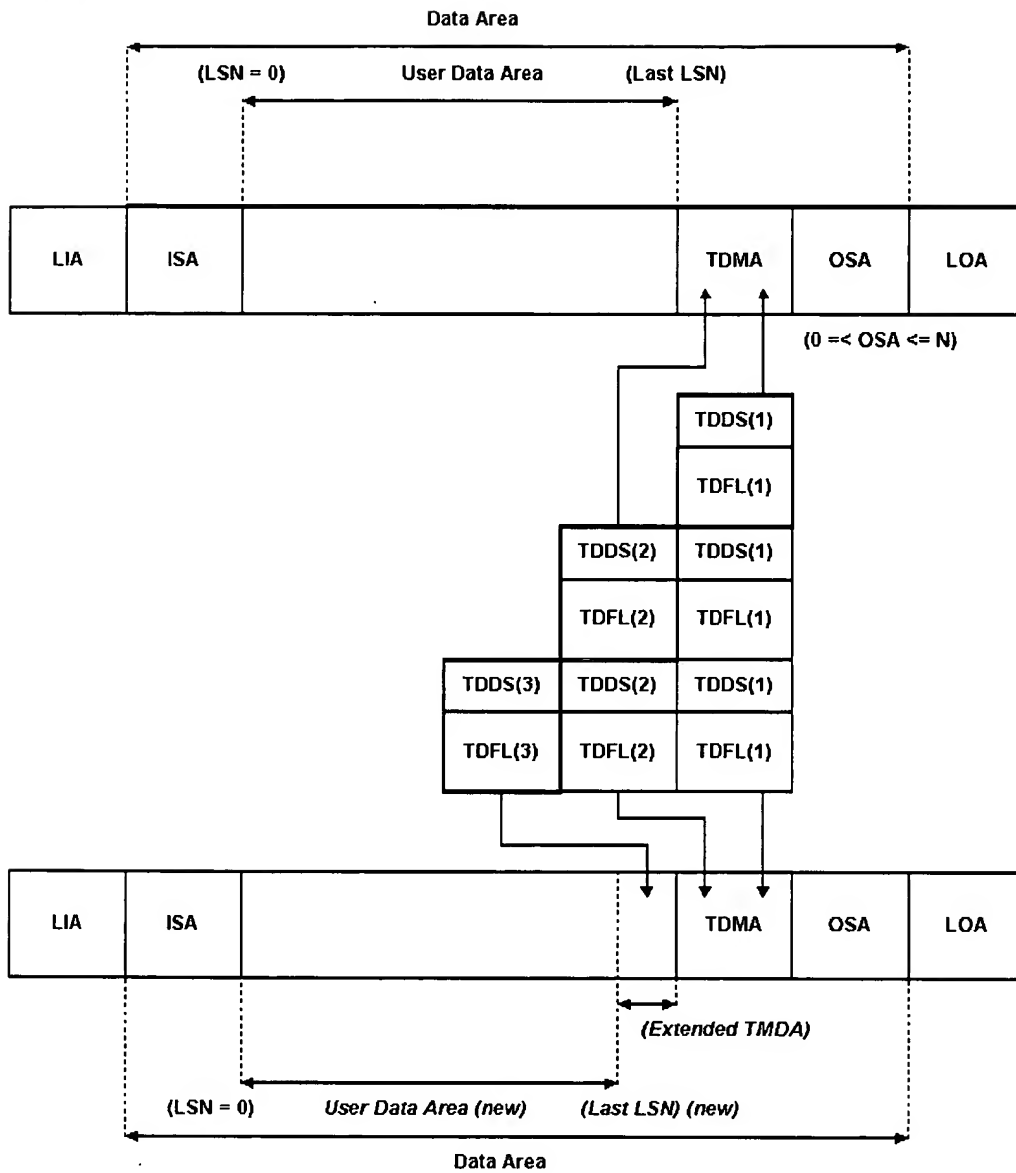 Data Area
(LSN = 0) User Data Area (Last LSN)
LIA ISA TDMA OSA LOA
(0 =< OSA <= N)
TDDS(1)
TDFL(1)
TDDS(2) TDDS(1)
TDFL(2) TDFL(1)
TDDS(3) TDDS(2) TDDS(1)
TDFL(3) TDFL(2) TDFL(1)
LIA ISA TDMA OSA LOA
(Extended TMDA)
(LSN = 0) User Data Area (new) (Last LSN) (new)
Data Area